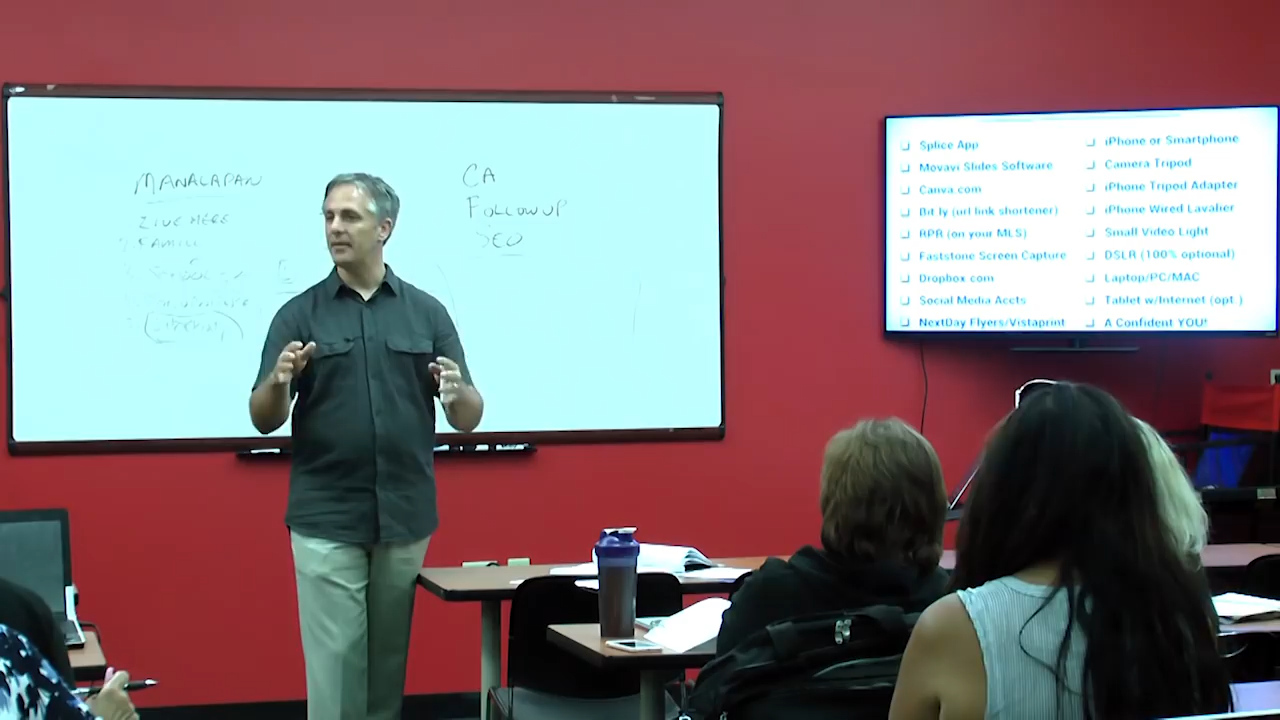 MANALAPAN
LIVE HERE
FAMILY
CA
FOLLOW UP
SEO
Splice App
Movavi Slides Software
Canva.com
Bit.ly (url link shortener)
RPR (on your MLS)
Faststone Screen Capture
Dropbox.com
Social Media Accts
NextDay Flyers/Vistaprint
iPhone or Smartphone
Camera Tripod
iPhone Tripod Adapter
iPhone Wired Lavalier
Small Video Light
DSLR (100% optional)
Laptop/PC/MAC
Tablet w/Internet (opt.)
A Confident YOU!